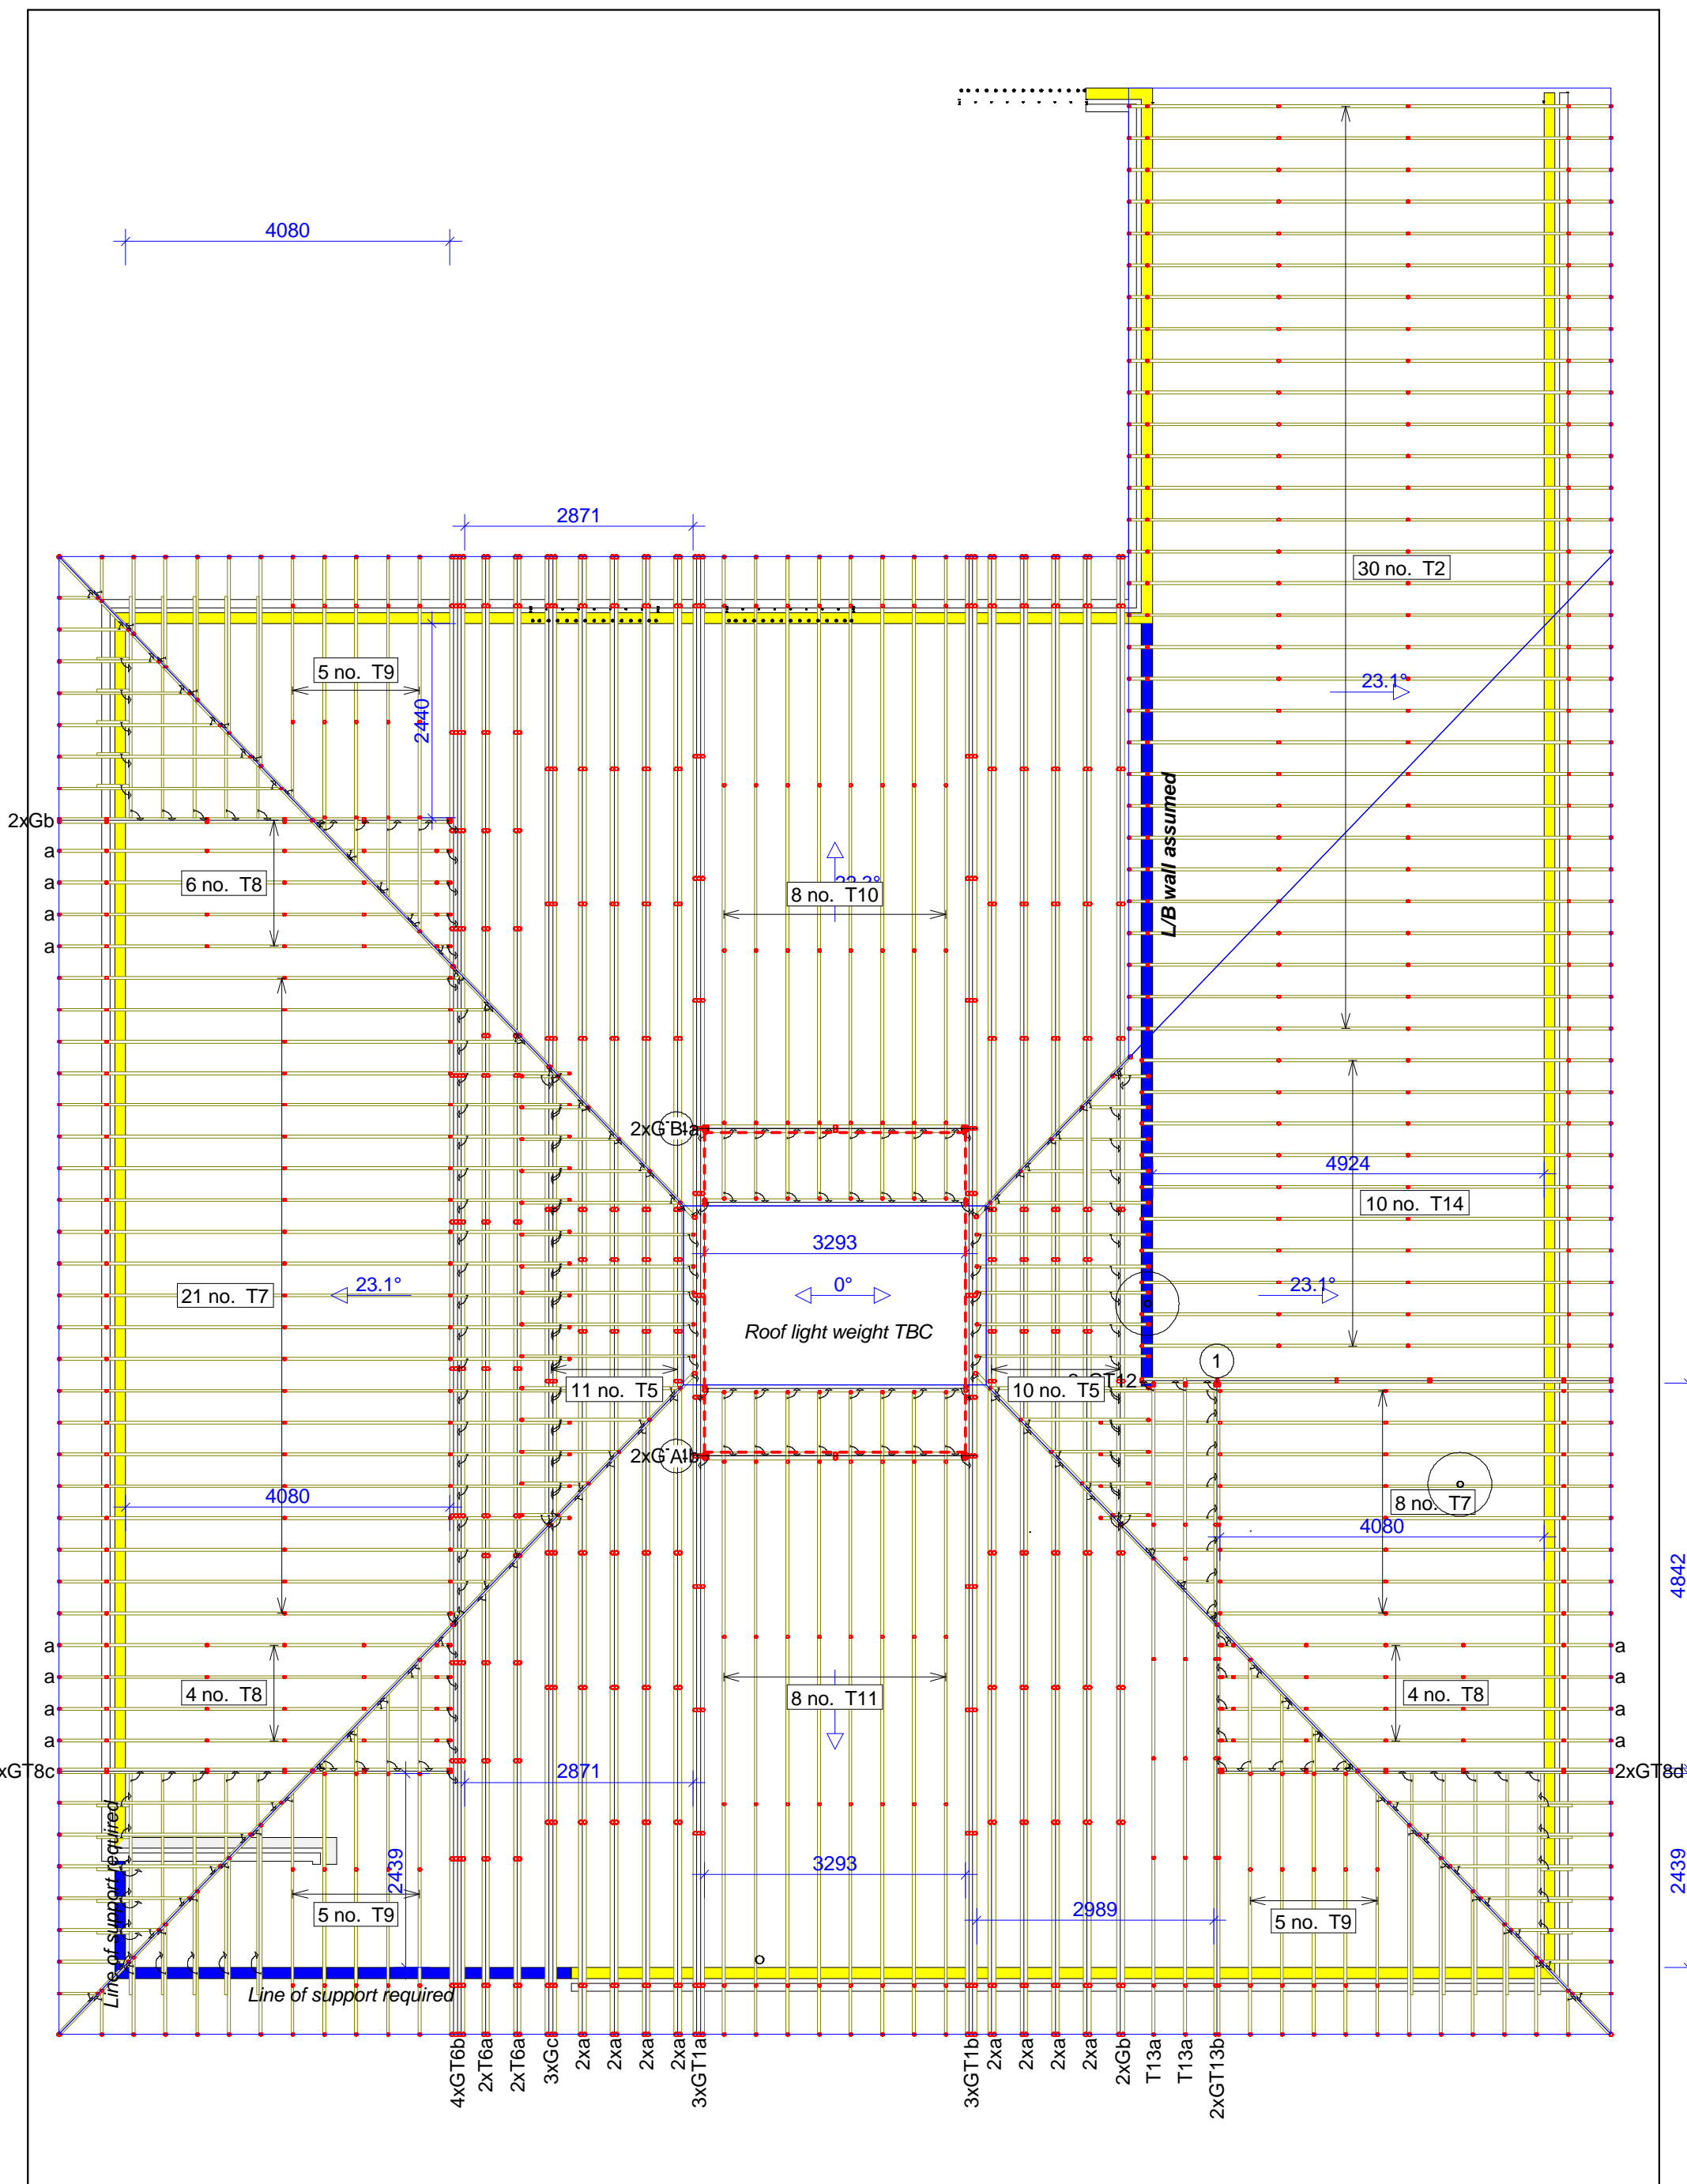 4080
2871
30 no. T2
5 no. T9
2440
23.1°
2xGb
a
6 no. T8
a
8 no. T10
a
a
L/B wall assumed
4924
10 no. T14
3293
21 no. T7
23.1°
0°
23.1°
Roof light weight TBC
1
11 no. T5
10 no. T5
4080
8 no. T7
4080
4842
a
a
a
a
4 no. T8
8 no. T11
4 no. T8
a
a
a
a
xGT8c
2871
2xGT8d
Line of support required
2439
3293
2439
2989
5 no. T9
5 no. T9
Line of support required
4xGT6b
2xT6a
2xT6a
3xGc
2xa
2xa
2xa
2xa
3xGT1a
3xGT1b
2xa
2xa
2xa
2xa
2xGb
T13a
T13a
2xGT13b